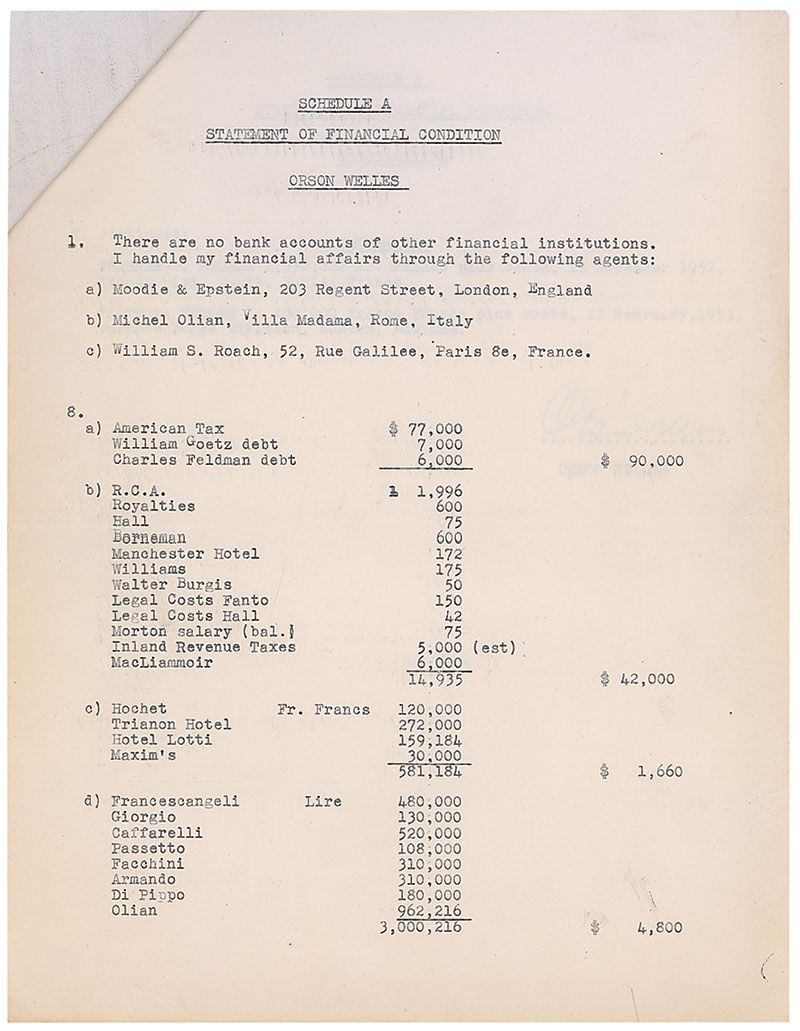 SCHEDULE A
STATEMENT OF FINANCIAL CONDITION
ORSON WELLES
1. There are no bank accounts of other financial institutions.
I handle my financial affairs through the following agents:
a) Moodie & Epstein, 203 Regent Street, London, England
b) Michel Olian, Villa Madama, Rome, Italy
c) William S. Roach, 52, Rue Galilee, Paris 8e, France.
8.
a) American Tax $ 77,000
William Goetz debt 7,000
Charles Feldman debt 6,000 $ 90,000
b) R.C.A. 1 1,996
Royalties 600
Hall 75
Borneman 600
Manchester Hotel 172
Williams 175
Walter Burgis 50
Legal Costs Fanto 150
Legal Costs Hall 42
Morton salary (bal.) 75
Inland Revenue Taxes 5,000 (est)
MacLiammoir 6,000
14,935 $ 42,000
c) Hochet Fr. Francs 120,000
Trianon Hotel 272,000
Hotel Lotti 159,184
Maxim's 30,000
581,184 $ 1,660
d) Francescangeli Lire 480,000
Giorgio 130,000
Caffarelli 520,000
Passetto 108,000
Facchini 310,000
Armando 310,000
Di Pippo 180,000
Olian 962,216
3,000,216 $ 4,800